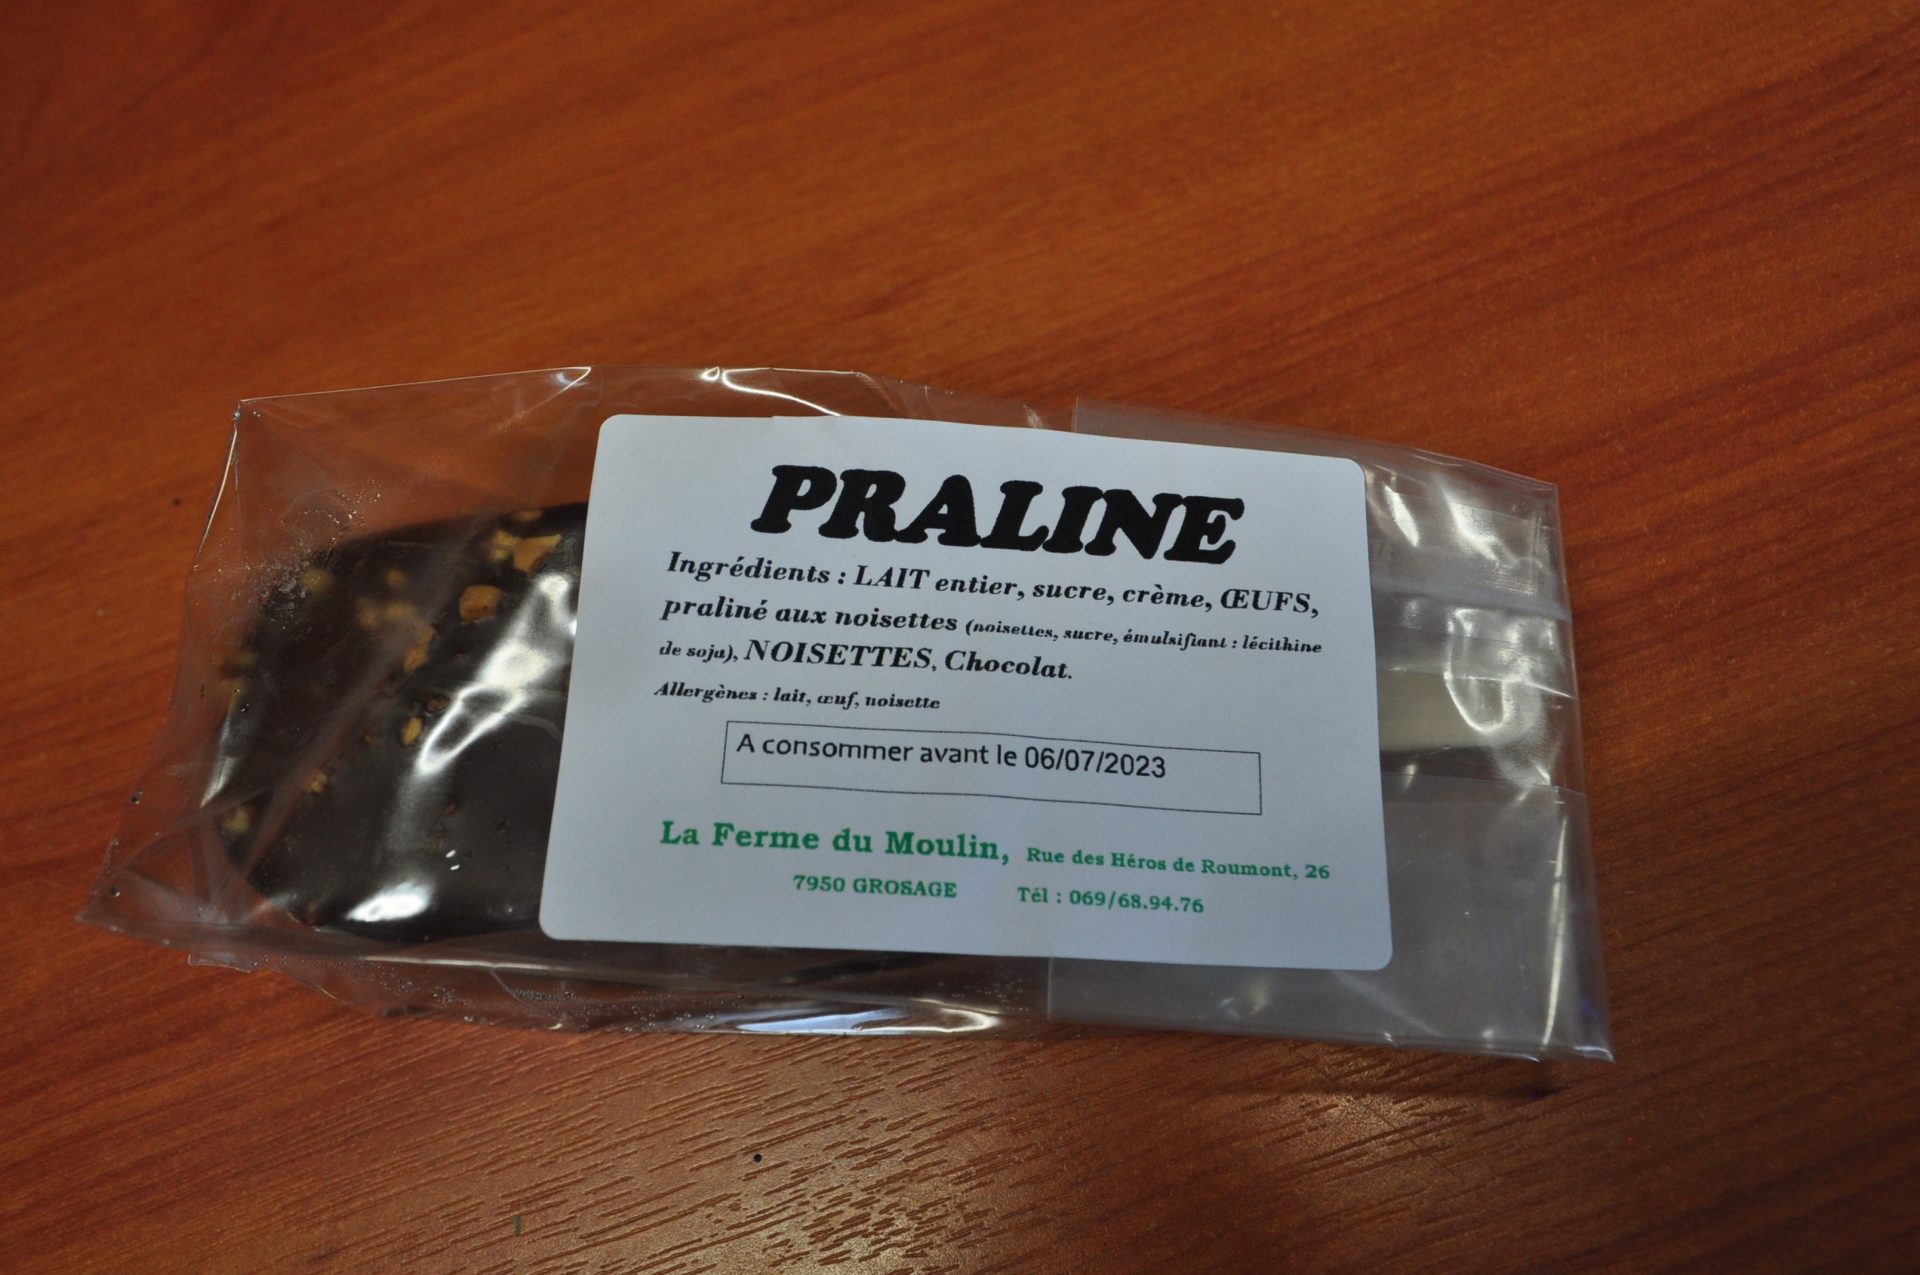 PRALINE
Ingrédients : LAIT entier, sucre, crème, ŒUFS,
praliné aux noisettes (noisettes, sucre, émulsifiant : lécithine
de soja), NOISETTES, Chocolat.
Allergènes : lait, œuf, noisette
A consommer avant le 06/07/2023
La Ferme du Moulin, Rue des Héros de Roumont, 26
7950 GROSAGE Tél : 069/68.94.76